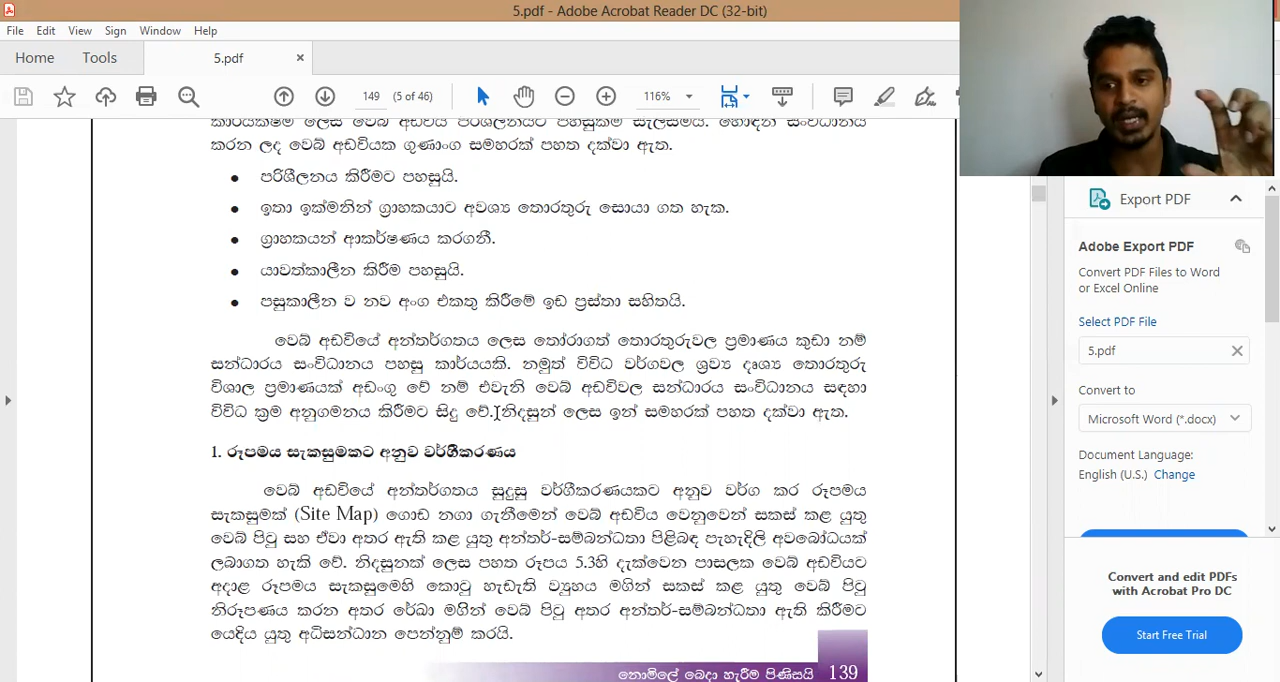 5.pdf - Adobe Acrobat Reader DC (32-bit)
File Edit View Sign Window Help
Home Tools 5.pdf ×
149 (5 of 46) 116%
කාර්යක්ෂම ලෙස වෙබ් අඩවිය පරිශීලනයට පහසුකම් සැලසීමයි. හොඳින් සංවිධානය
කරන ලද වෙබ් අඩවියක ගුණාංග සමහරක් පහත දක්වා ඇත.
• පරිශීලනය කිරීමට පහසුයි.
• ඉතා ඉක්මනින් ග්‍රාහකයාට අවශ්‍ය තොරතුරු සොයා ගත හැක.
• ග්‍රාහකයන් ආකර්ෂණය කරගනී.
• යාවත්කාලීන කිරීම පහසුයි.
• පසුකාලීන ව නව අංග එකතු කිරීමේ ඉඩ ප්‍රස්තා සහිතයි.
වෙබ් අඩවියේ අන්තර්ගතය ලෙස තෝරාගත් තොරතුරුවල ප්‍රමාණය කුඩා නම්
සන්ධාරය සංවිධානය පහසු කාර්යයකි. නමුත් විවිධ වර්ගවල ශ්‍රව්‍ය දෘශ්‍ය තොරතුරු
විශාල ප්‍රමාණයක් අඩංගු වේ නම් එවැනි වෙබ් අඩවිවල සන්ධාරය සංවිධානය සඳහා
විවිධ ක්‍රම අනුගමනය කිරීමට සිදු වේ. නිදසුන් ලෙස ඉන් සමහරක් පහත දක්වා ඇත.
1. රූපමය සැකසුමකට අනුව වර්ගීකරණය
වෙබ් අඩවියේ අන්තර්ගතය සුදුසු වර්ගීකරණයකට අනුව වර්ග කර රූපමය
සැකසුමක් (Site Map) ගොඩ නගා ගැනීමෙන් වෙබ් අඩවිය වෙනුවෙන් සකස් කළ යුතු
වෙබ් පිටු සහ ඒවා අතර ඇති කළ යුතු අන්තර්-සම්බන්ධතා පිළිබඳ පැහැදිලි අවබෝධයක්
ලබාගත හැකි වේ. නිදසුනක් ලෙස පහත රූපය 5.3හි දැක්වෙන පාසලක වෙබ් අඩවියට
අදාළ රූපමය සැකසුමෙහි කොටු හැඩැති ව්‍යුහය මගින් සකස් කළ යුතු වෙබ් පිටු
නිරූපණය කරන අතර රේඛා මගින් වෙබ් පිටු අතර අන්තර්-සම්බන්ධතා ඇති කිරීමට
යෙදිය යුතු අධිසන්ධාන පෙන්නුම් කරයි.
නොමිලේ බෙදා හැරීම පිණිසයි 139
Export PDF
Adobe Export PDF
Convert PDF Files to Word
or Excel Online
Select PDF File
5.pdf
Convert to
Microsoft Word (*.docx)
Document Language:
English (U.S.) Change
Convert and edit PDFs
with Acrobat Pro DC
Start Free Trial